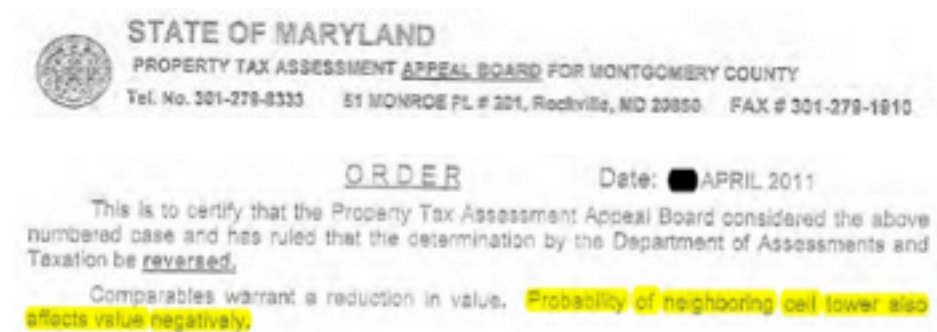 STATE OF MARYLAND
PROPERTY TAX ASSESSMENT APPEAL BOARD FOR MONTGOMERY COUNTY
Tel. No. 301-279-8333 51 MONROE PL # 201, Rockville, MD 20850 FAX # 301-279-1910
ORDER Date: APRIL 2011
This is to certify that the Property Tax Assessment Appeal Board considered the above
numbered case and has ruled that the determination by the Department of Assessments and
Taxation be reversed.
Comparables warrant a reduction in value. Probability of neighboring cell tower also
affects value negatively.